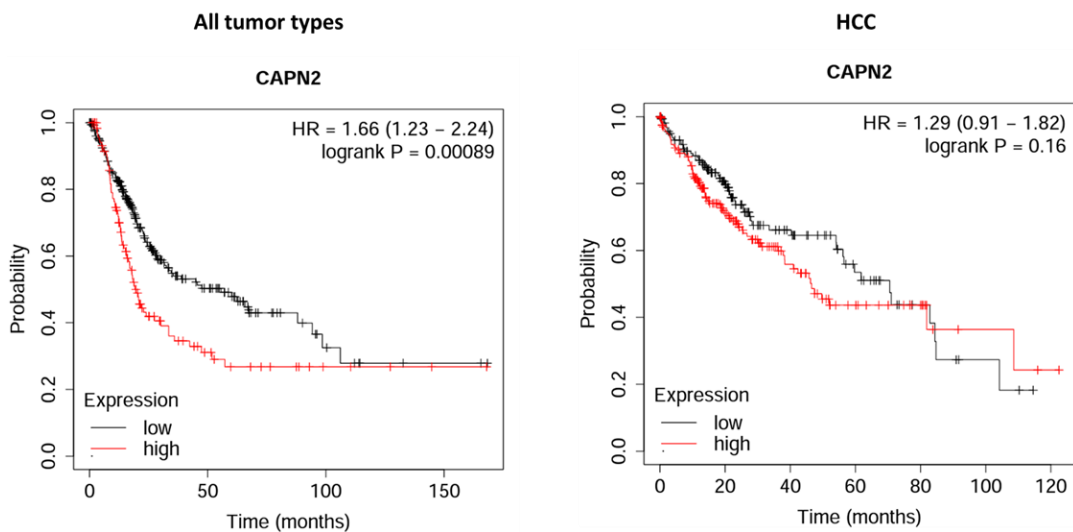 All tumor types
CAPN2
HR = 1.66 (1.23 − 2.24)
logrank P = 0.00089
Probability
1.0
0.8
0.6
0.4
0.2
0.0
Expression
low
high
0 50 100 150
Time (months)
HCC
CAPN2
HR = 1.29 (0.91 − 1.82)
logrank P = 0.16
Probability
1.0
0.8
0.6
0.4
0.2
0.0
Expression
low
high
0 20 40 60 80 100 120
Time (months)